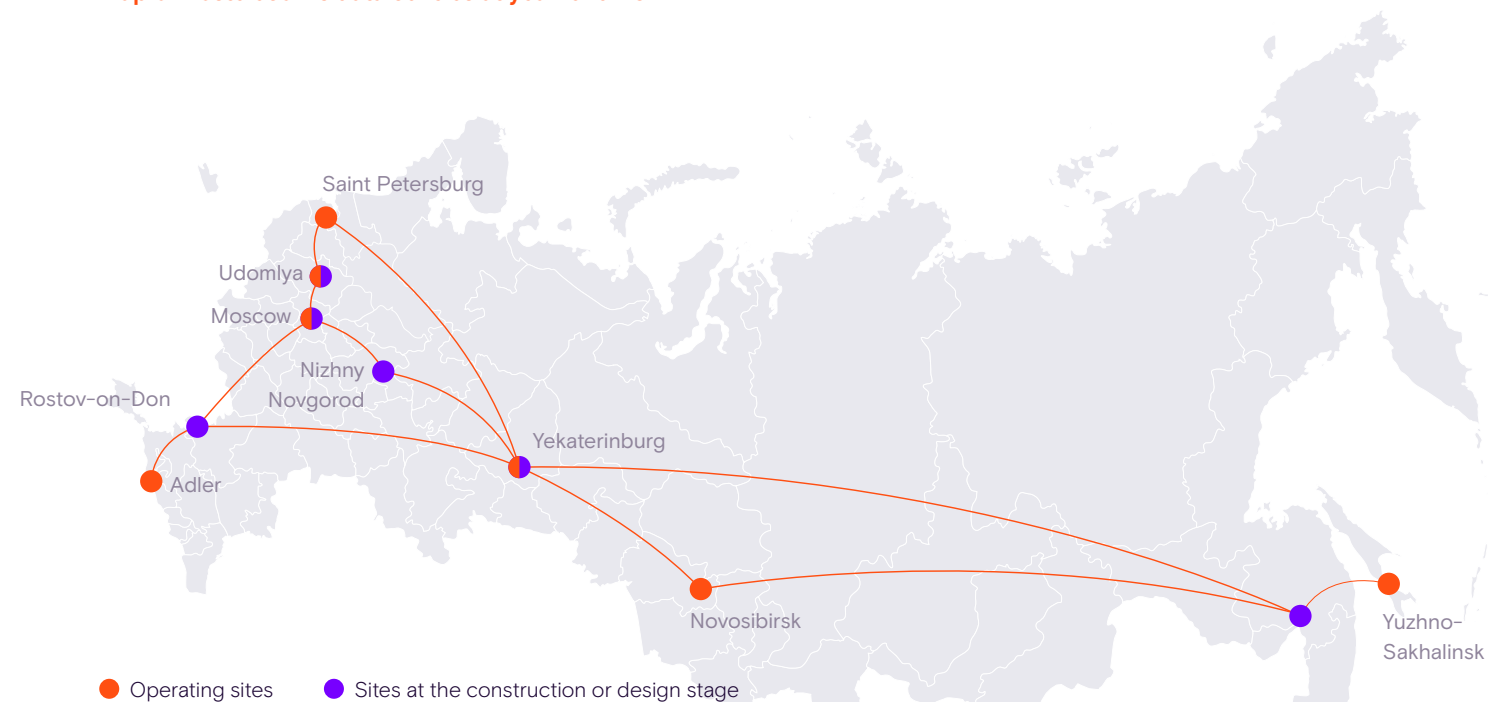 Saint Petersburg
Udomlya
Moscow
Nizhny
Novgorod
Rostov-on-Don
Yekaterinburg
Adler
Novosibirsk
Yuzhno-
Sakhalinsk
Operating sites
Sites at the construction or design stage